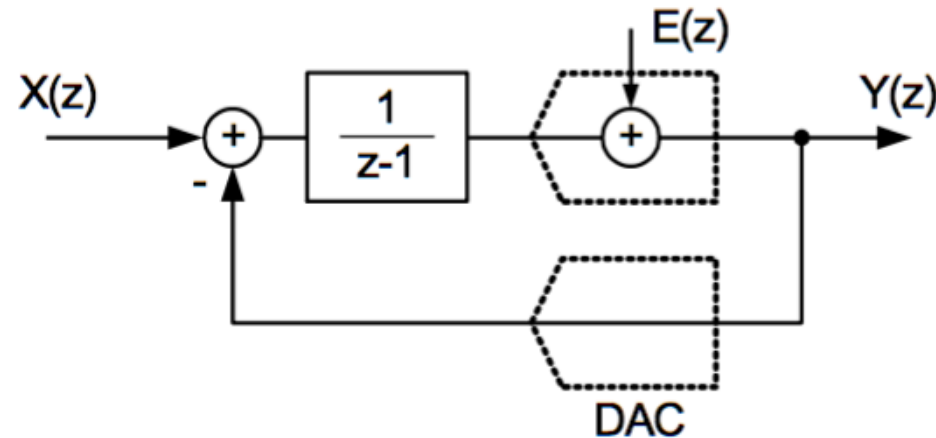 E(z)
X(z)
Y(z)
+
1
z-1
+
-
DAC